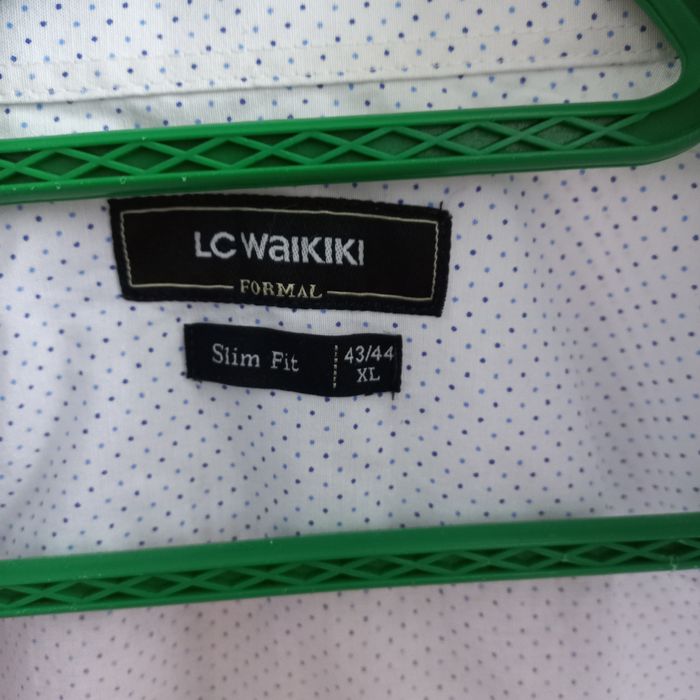 LC WAIKIKI
FORMAL
Slim Fit
43/44
XL